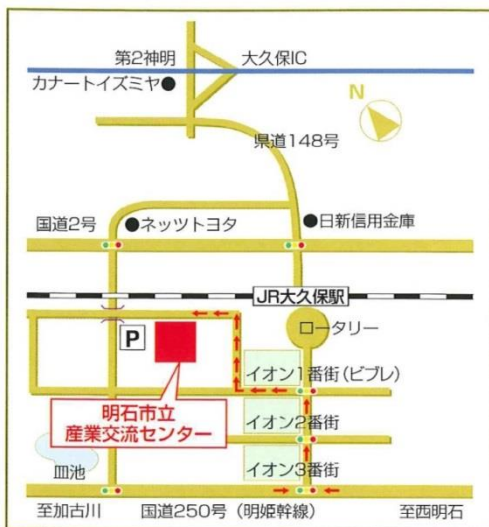 第2神明
大久保IC
カナートイズミヤ
N
県道148号
国道2号
ネッツトヨタ
日新信用金庫
JR大久保駅
P
ロータリー
イオン1番街(ビブレ)
明石市立
産業交流センター
イオン2番街
皿池
イオン3番街
至加古川
国道250号(明姫幹線)
至西明石